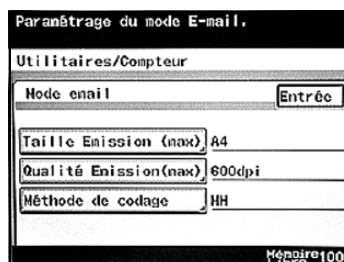 Paramétrage du mode E-mail.
Utilitaires/Compteur
Mode email
Entrée
Taille Emission (max) A4
Qualité Emission(max) 600dpi
Méthode de codage MH
Mémoire100